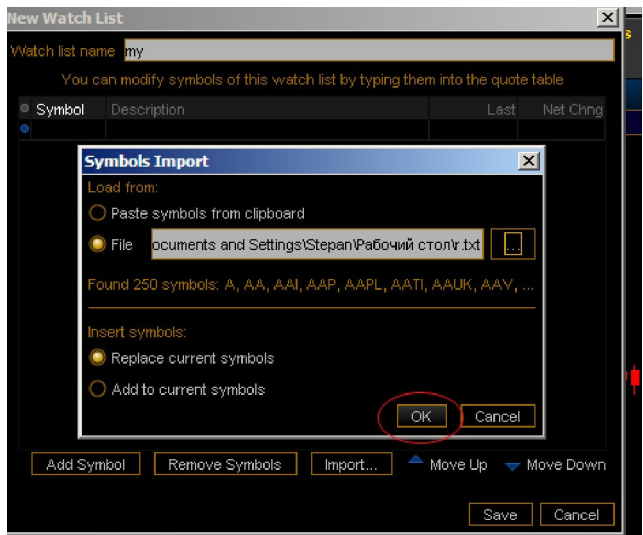 New Watch List
Watch list name my
You can modify symbols of this watch list by typing them into the quote table
Symbol Description Last Net Chng
Symbols Import
Load from:
Paste symbols from clipboard
File ocuments and Settings\Stepan\Рабочий стол\r.txt ...
Found 250 symbols: A, AA, AAI, AAP, AAPL, AATI, AAUK, AAV, ...
Insert symbols:
Replace current symbols
Add to current symbols
OK Cancel
Add Symbol Remove Symbols Import... Move Up Move Down
Save Cancel